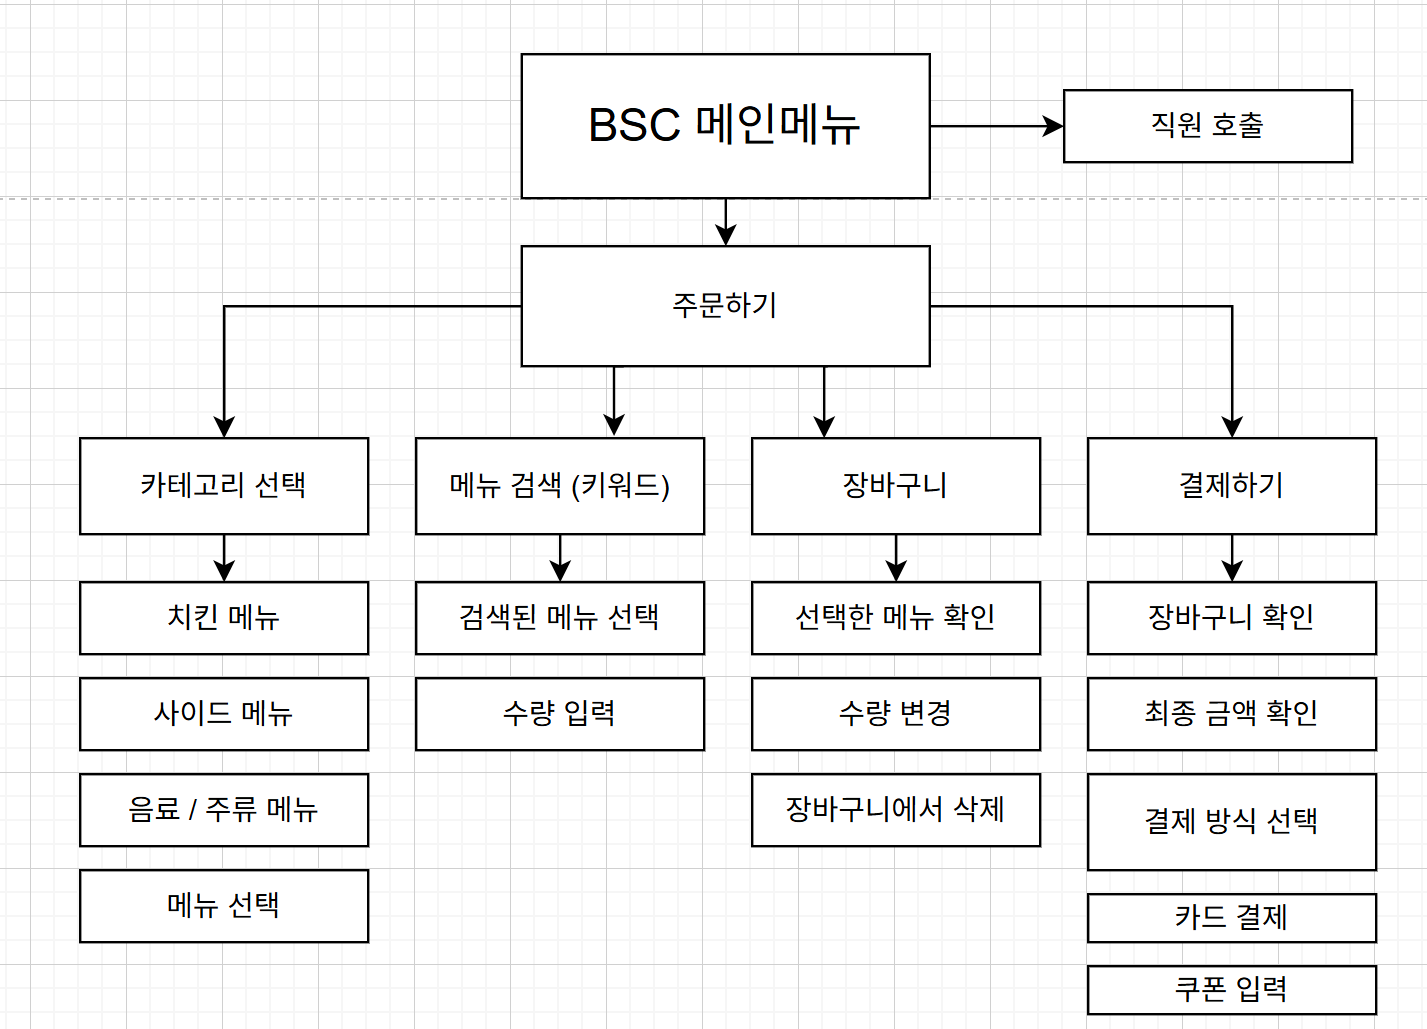 BSC 메인메뉴
직원 호출
주문하기
카테고리 선택
메뉴 검색 (키워드)
장바구니
결제하기
치킨 메뉴
검색된 메뉴 선택
선택한 메뉴 확인
장바구니 확인
사이드 메뉴
수량 입력
수량 변경
최종 금액 확인
음료 / 주류 메뉴
장바구니에서 삭제
결제 방식 선택
메뉴 선택
카드 결제
쿠폰 입력